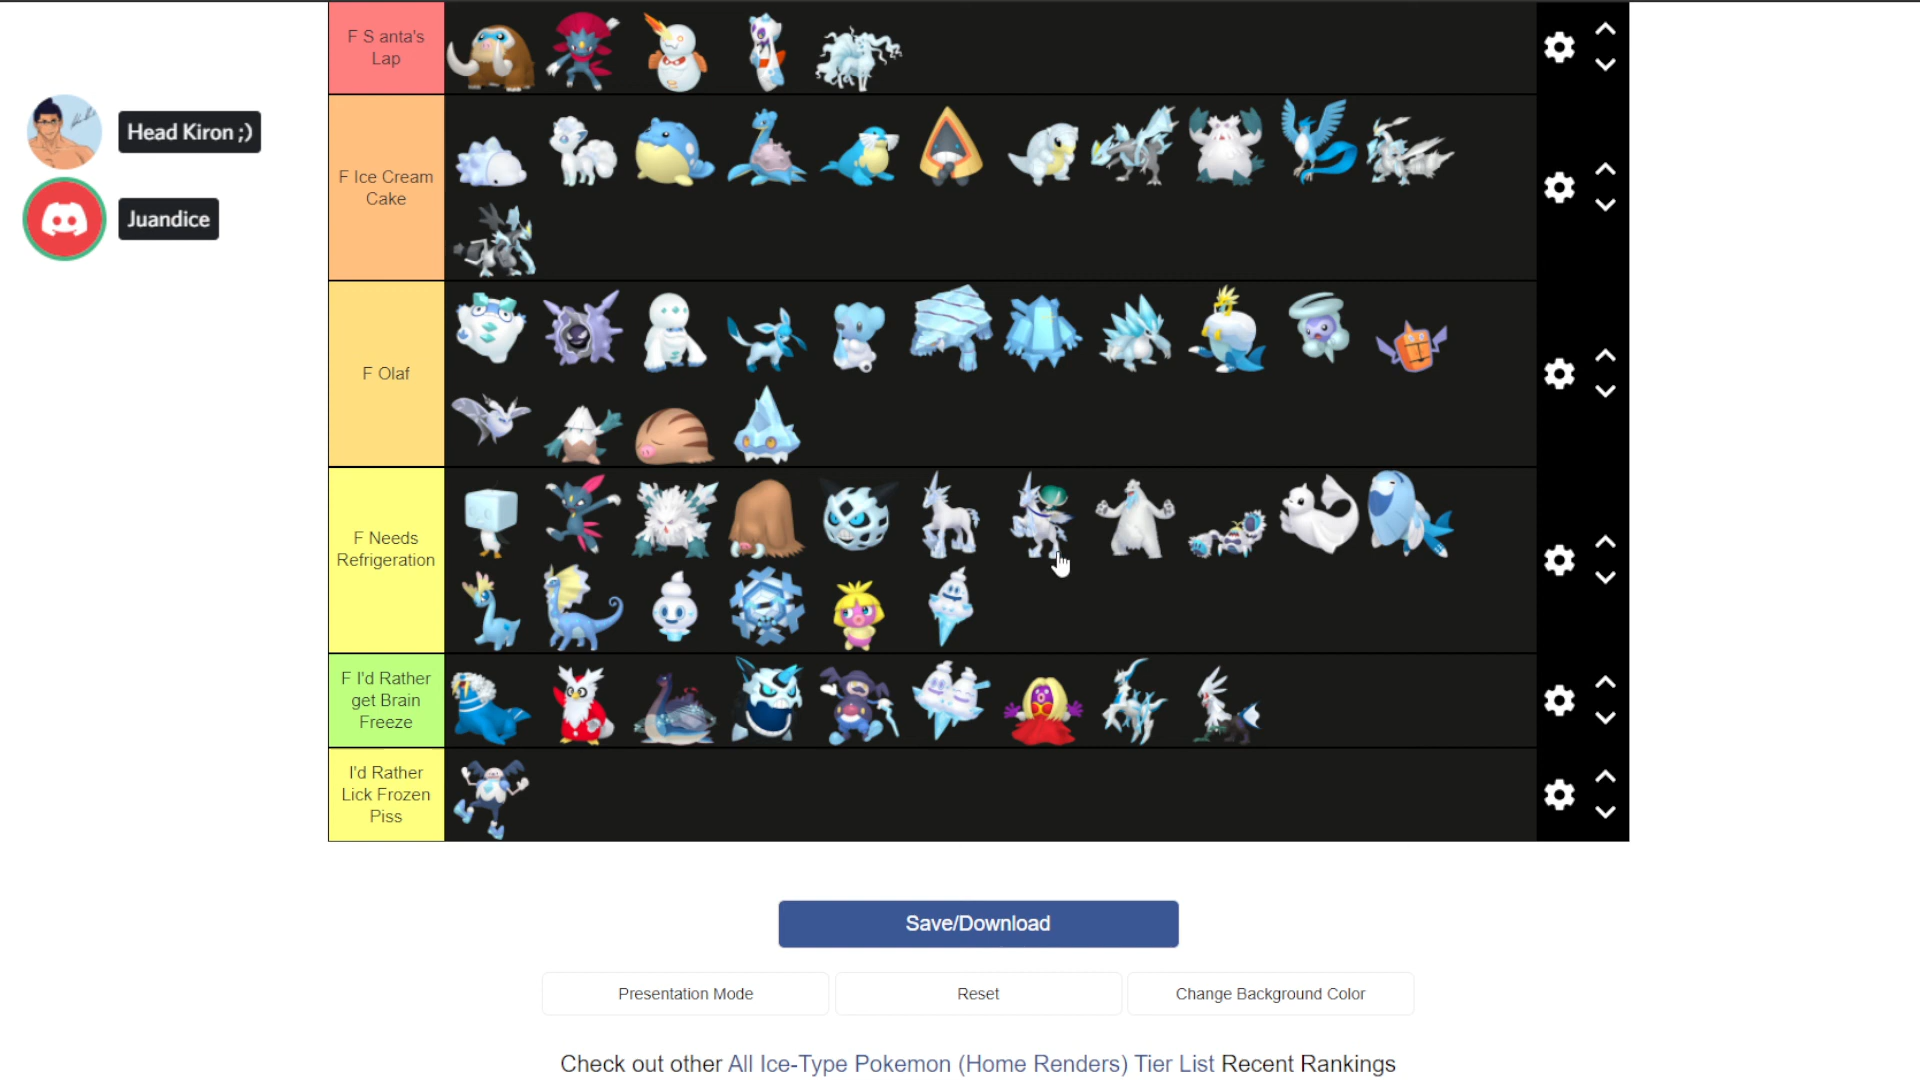 Head Kiron ;)
Juandice
F S anta's
Lap
F Ice Cream
Cake
F Olaf
F Needs
Refrigeration
F I'd Rather
get Brain
Freeze
I'd Rather
Lick Frozen
Piss
Save/Download
Presentation Mode
Reset
Change Background Color
Check out other All Ice-Type Pokemon (Home Renders) Tier List Recent Rankings